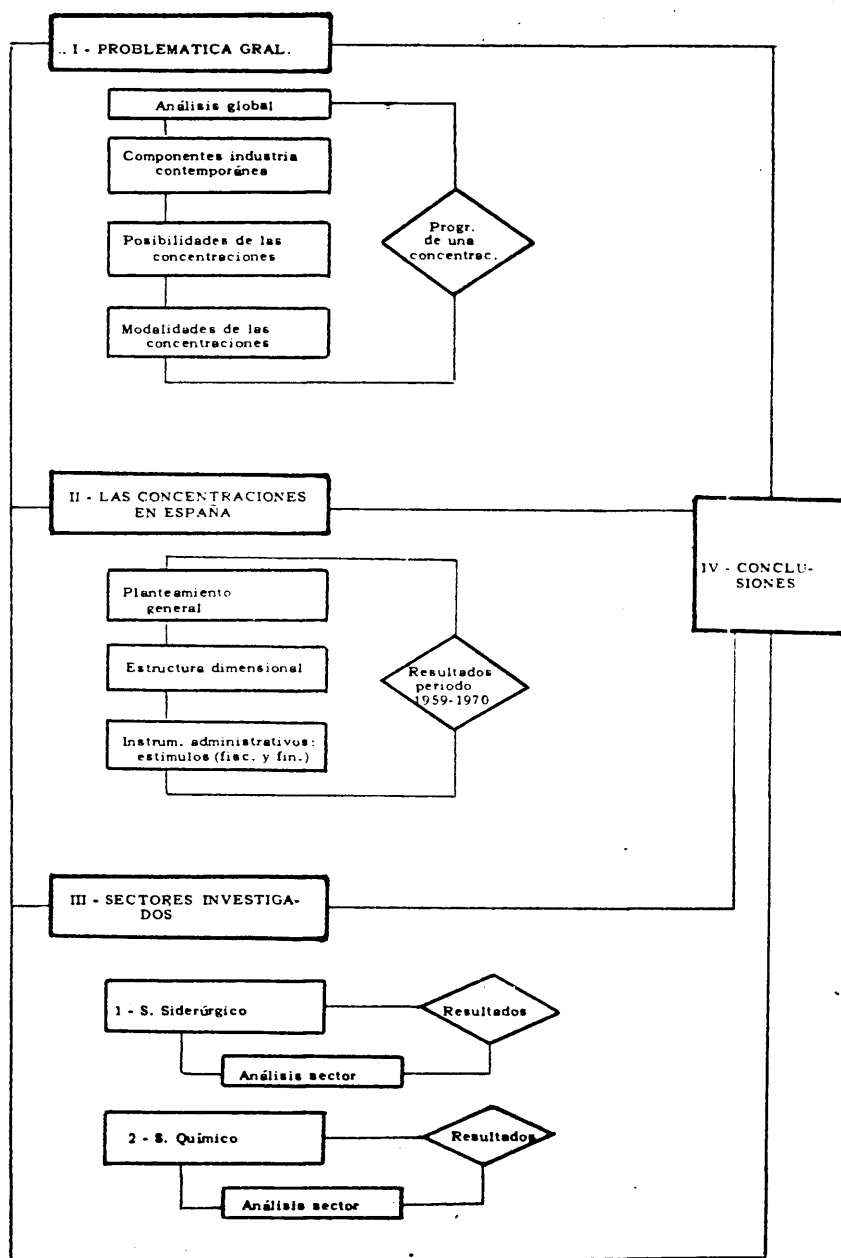 .. I - PROBLEMATICA GRAL.
Análisis global
Componentes industria
contemporánea
Posibilidades de las
concentraciones
Modalidades de las
concentraciones
Progr.
de una
concentrac.
II - LAS CONCENTRACIONES
EN ESPAÑA
Planteamiento
general
Estructura dimensional
Instrum. administrativos:
estimulos (fisc. y fin.)
Resultados
periodo
1959-1970
IV - CONCLU-
SIONES
III - SECTORES INVESTIGA-
DOS
1 - S. Siderúrgico
Resultados
Análisis sector
2 - S. Químico
Resultados
Análisis sector